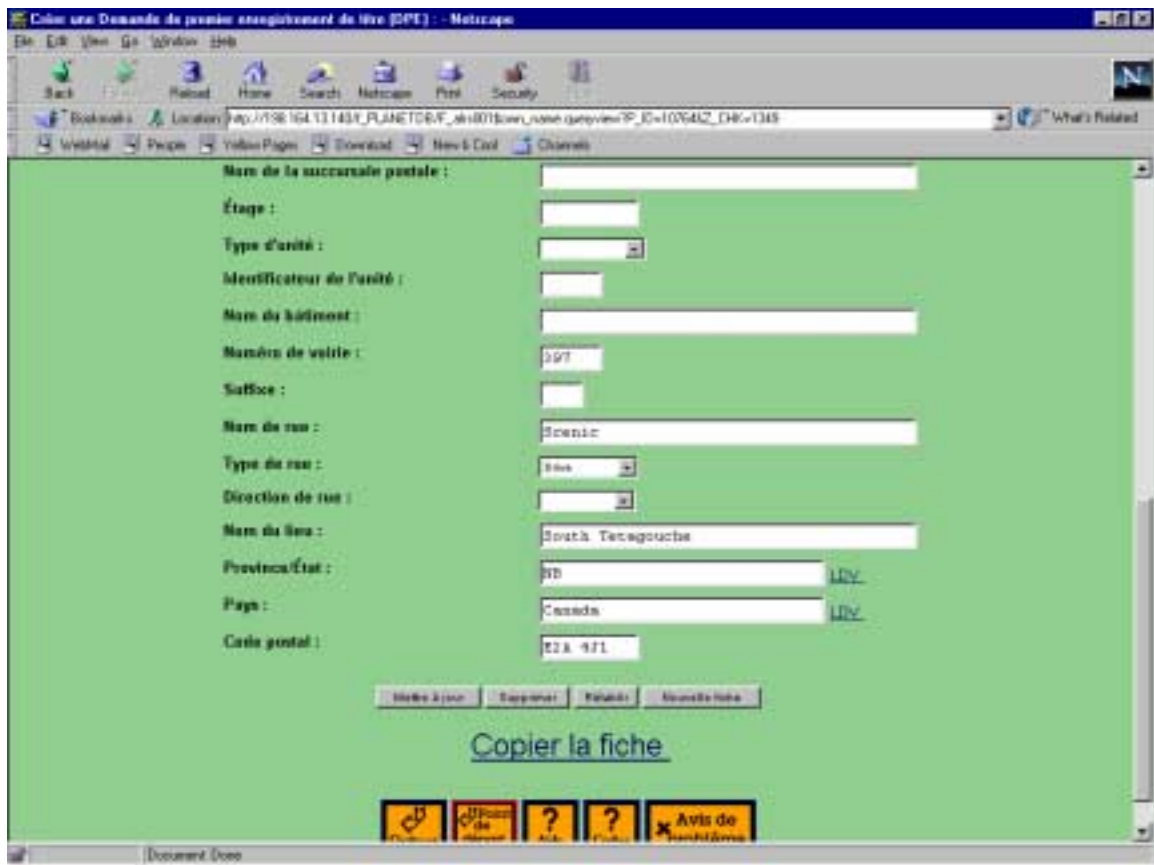 Crée une Demande de premier enregistrement de titre (DPE) : - Netscape
File Edit View Go Window Help
Back Reload Home Search Netscape Print Security
Bookmarks Location: What's Related
WebMail People Yellow Pages Download New & Cool Channels
Nom de la succursale postale :
Étage :
Type d'unité :
Identificateur de l'unité :
Nom du bâtiment :
Numéro de voirie : 397
Suffixe :
Nom de rue : Scenic
Type de rue :
Direction de rue :
Nom du lieu : South Tetagouche
Province/État : NB LDV
Pays : Canada LDV
Code postal : E2A
Mettre à jour Supprimer Rétablir Nouvelle fiche
Copier la fiche
? ? Avis de
de Aide problème
Document: Done